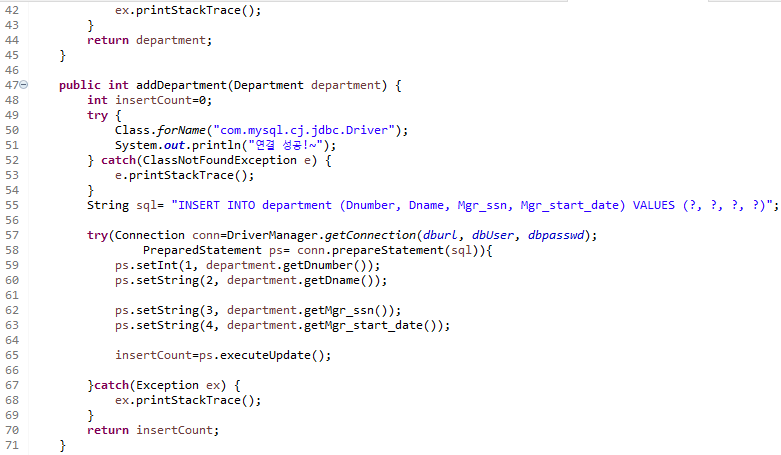 42 ex.printStackTrace();
43 }
44 return department;
45 }
46
47 public int addDepartment(Department department) {
48 int insertCount=0;
49 try {
50 Class.forName("com.mysql.cj.jdbc.Driver");
51 System.out.println("연결 성공!~");
52 } catch(ClassNotFoundException e) {
53 e.printStackTrace();
54 }
55 String sql= "INSERT INTO department (Dnumber, Dname, Mgr_ssn, Mgr_start_date) VALUES (?, ?, ?, ?)";
56
57 try(Connection conn=DriverManager.getConnection(dburl, dbUser, dbpasswd);
58 PreparedStatement ps= conn.prepareStatement(sql)){
59 ps.setInt(1, department.getDnumber());
60 ps.setString(2, department.getDname());
61
62 ps.setString(3, department.getMgr_ssn());
63 ps.setString(4, department.getMgr_start_date());
64
65 insertCount=ps.executeUpdate();
66
67 }catch(Exception ex) {
68 ex.printStackTrace();
69 }
70 return insertCount;
71 }